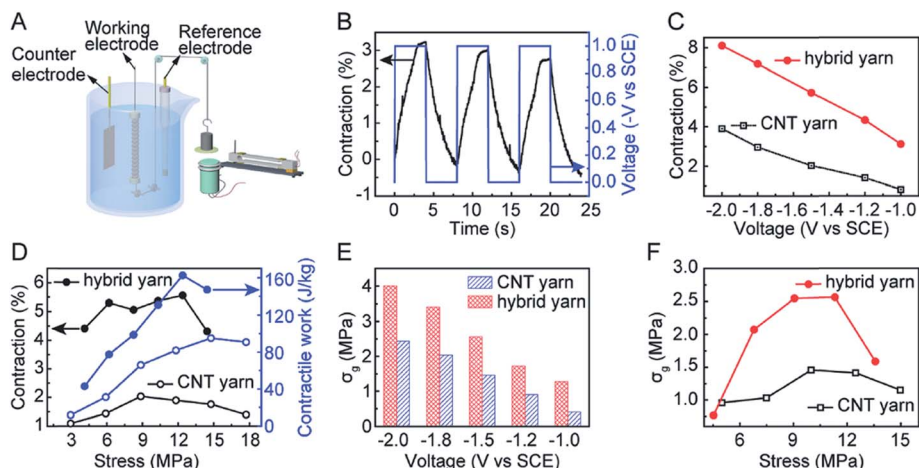 A
Working
electrode
Reference
electrode
Counter
electrode
B
Contraction (%)
3
2
1
0
-1
0 5 10 15 20 25
Time (s)
1.0
0.8
0.6
0.4
0.2
0.0
Voltage (-V vs SCE)
C
Contraction (%)
8
6
4
2
hybrid yarn
CNT yarn
-2.0 -1.8 -1.6 -1.4 -1.2 -1.0
Voltage (V vs SCE)
D
Contraction (%)
6
5
4
3
2
1
hybrid yarn
CNT yarn
3 6 9 12 15 18
Stress (MPa)
160
120
80
40
0
Contractile work (J/kg)
E
σg (MPa)
4
2
0
CNT yarn
hybrid yarn
-2.0 -1.8 -1.5 -1.2 -1.0
Voltage (V vs SCE)
F
σg (MPa)
3.0
2.5
2.0
1.5
1.0
hybrid yarn
CNT yarn
6 9 12 15
Stress (MPa)